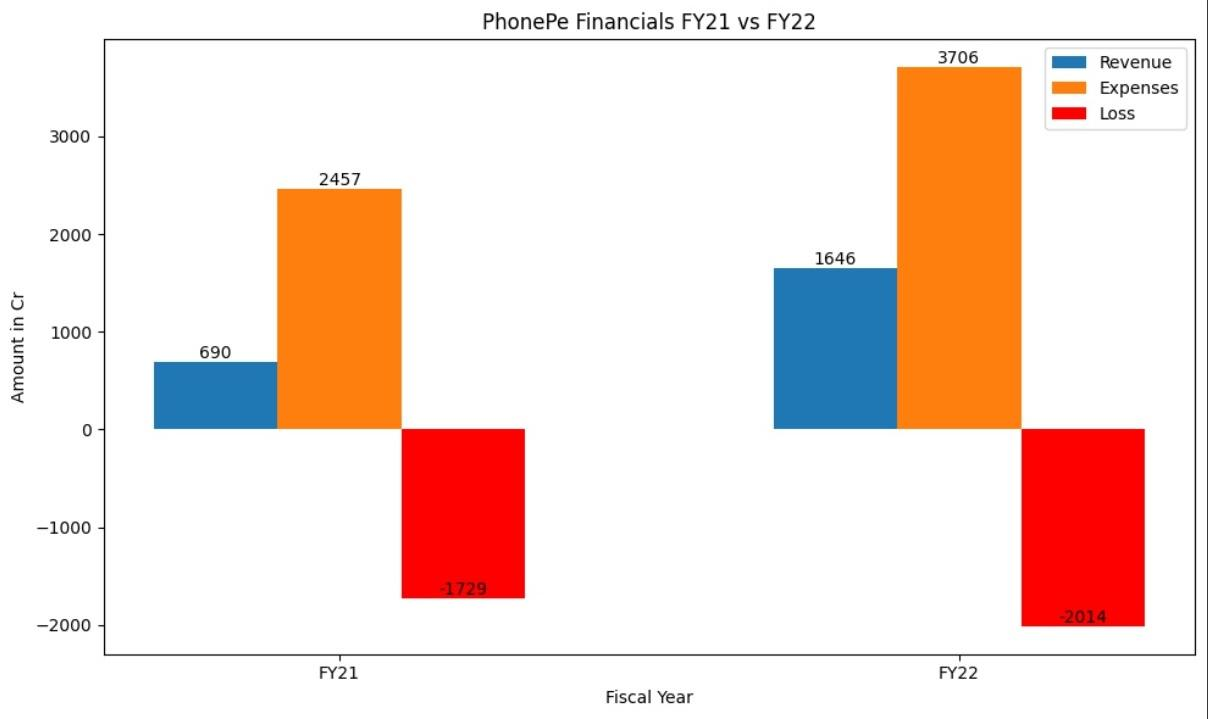 PhonePe Financials FY21 vs FY22
3706
Revenue
Expenses
Loss
3000
2457
2000
1646
1000
690
0
−1000
-1729
−2000
-2014
Amount in Cr
FY21
FY22
Fiscal Year